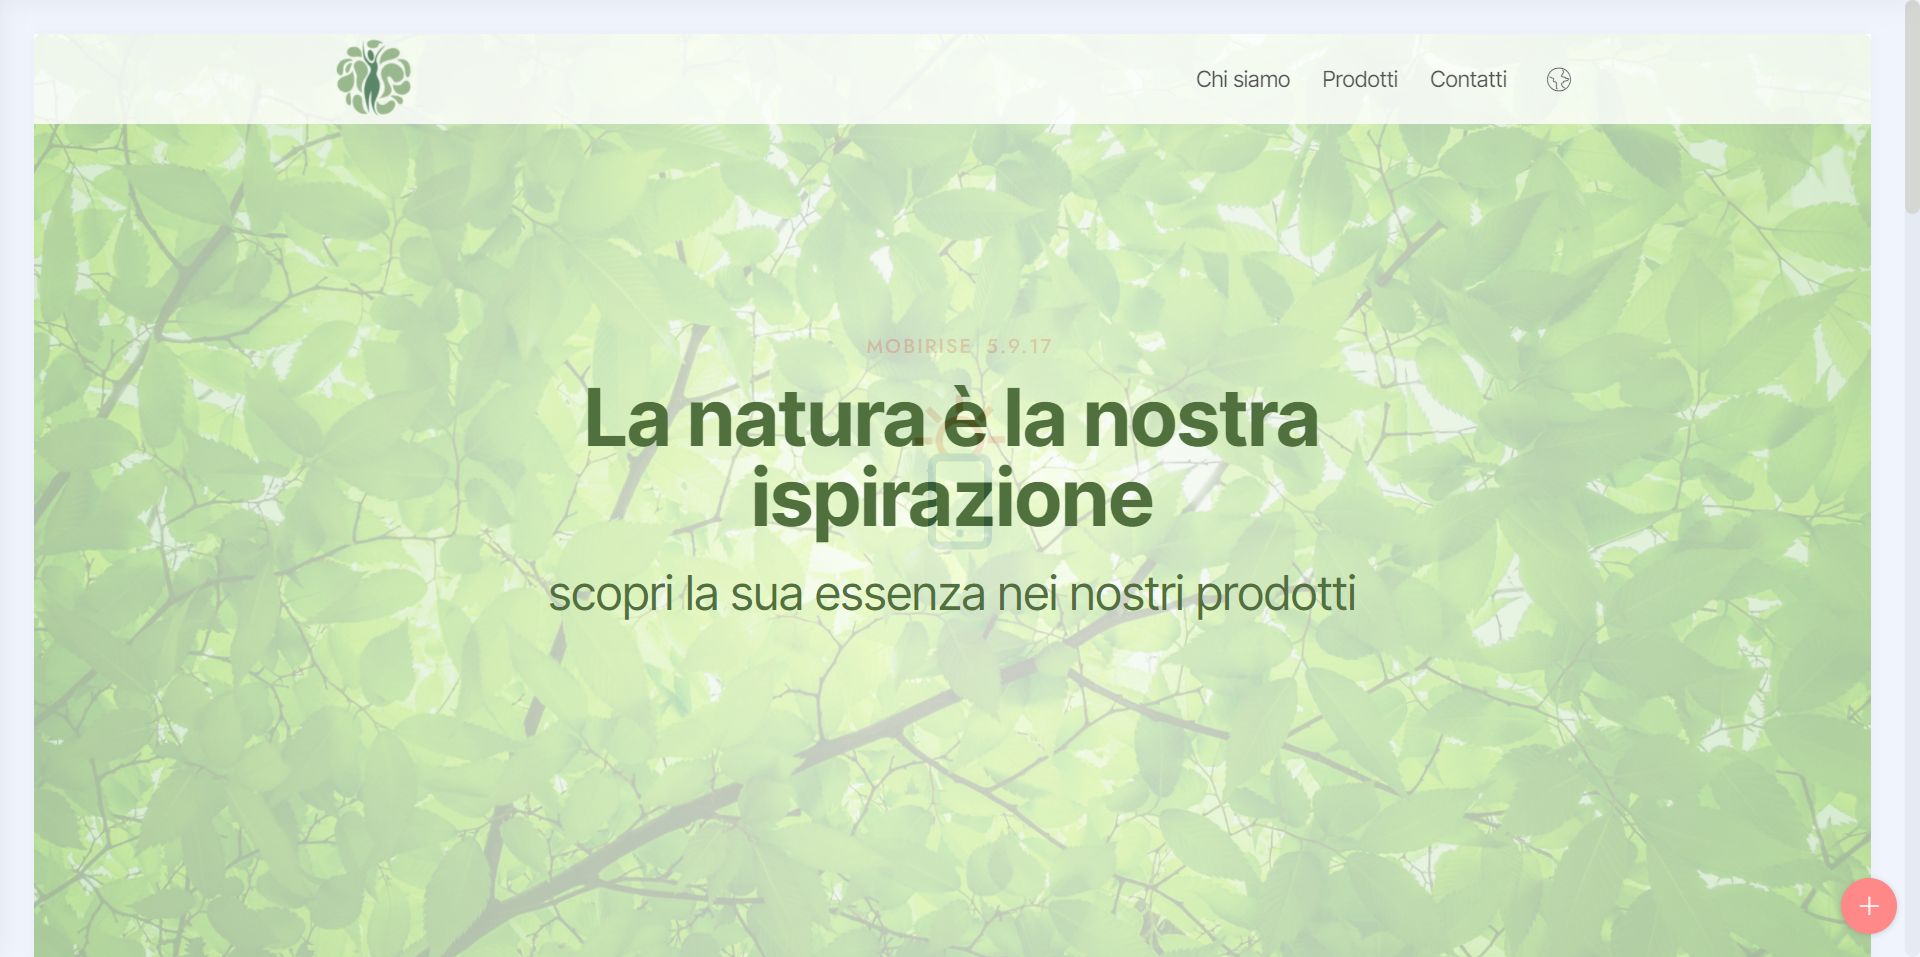 Chi siamo Prodotti Contatti
MOBIRISE 5.9.17
La natura è la nostra
ispirazione
scopri la sua essenza nei nostri prodotti